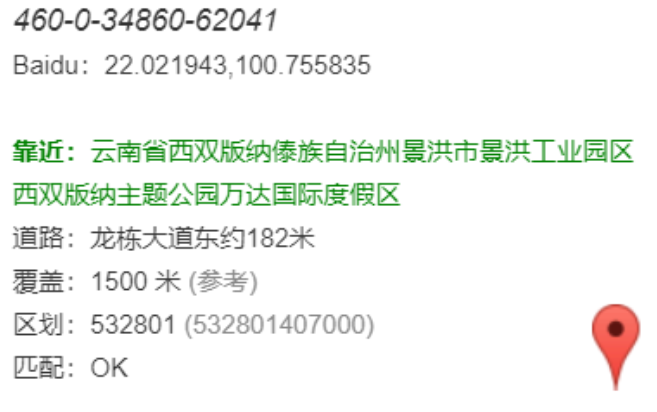 460-0-34860-62041
Baidu：22.021943,100.755835
靠近：云南省西双版纳傣族自治州景洪市景洪工业园区
西双版纳主题公园万达国际度假区
道路：龙栋大道东约182米
覆盖：1500 米 (参考)
区划：532801 (532801407000)
匹配：OK